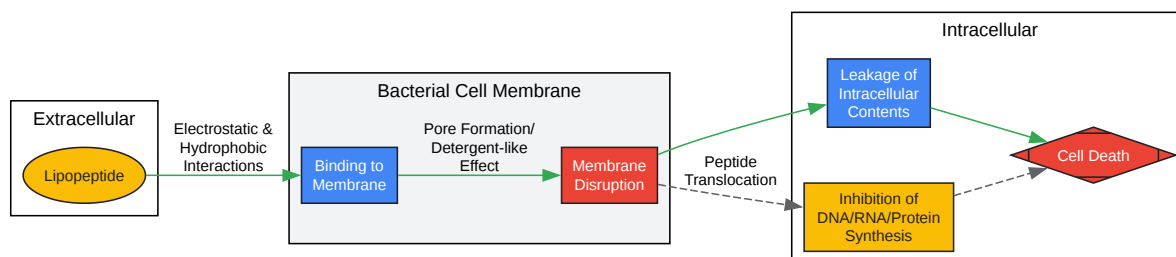 Extracellular
Lipopeptide
Electrostatic &
Hydrophobic
Interactions
Bacterial Cell Membrane
Binding to
Membrane
Pore Formation/
Detergent-like
Effect
Membrane
Disruption
Peptide
Translocation
Intracellular
Leakage of
Intracellular
Contents
Inhibition of
DNA/RNA/Protein
Synthesis
Cell Death